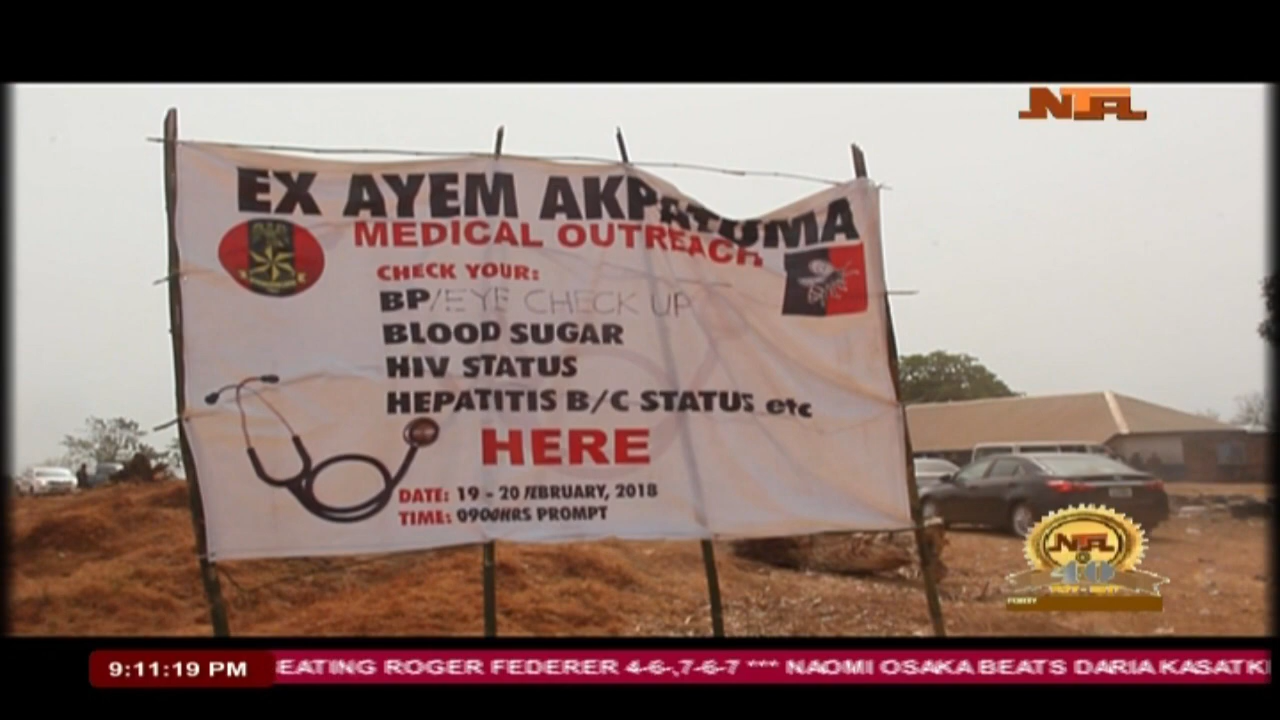 NTA
EX AYEM AKPATUMA
MEDICAL OUTREACH
CHECK YOUR:
BP/EYE CHECK UP
BLOOD SUGAR
HIV STATUS
HEPATITIS B/C STATUS etc
HERE
DATE: 19 - 20 FEBRUARY, 2018
TIME: 0900HRS PROMPT
NTA
40
9:11:19 PM EATING ROGER FEDERER 4-6-,7-6-7 *** NAOMI OSAKA BEATS DARIA KASATKI